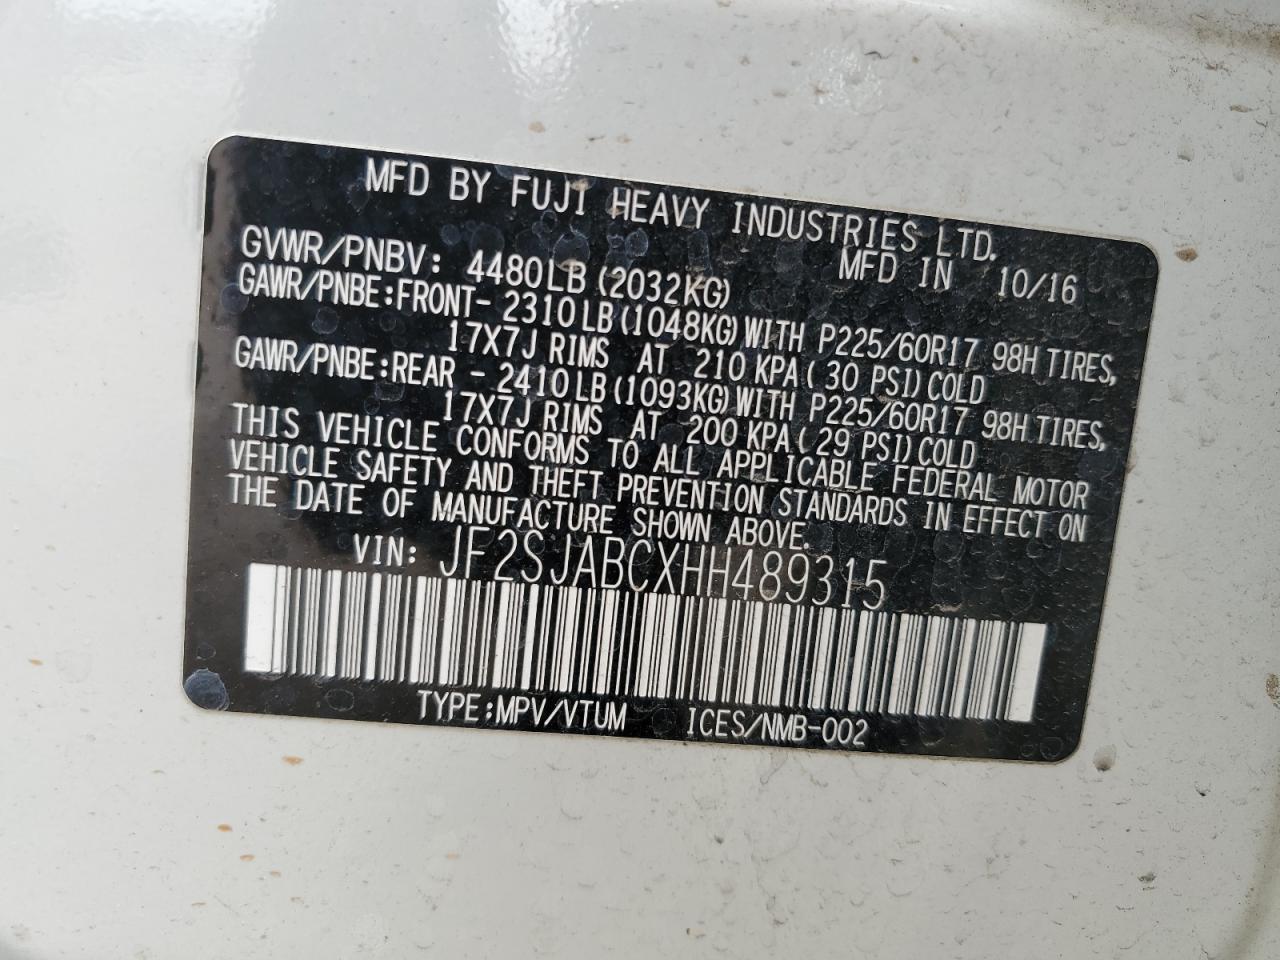 MFD BY FUJI HEAVY INDUSTRIES LTD.
MFD IN 10/16
GVWR/PNBV: 4480LB(2032KG)
GAWR/PNBE:FRONT- 2310LB(1048KG)WITH P225/60R17 98H TIRES,
17X7J RIMS AT 210 KPA(30 PSI)COLD
GAWR/PNBE:REAR - 2410LB(1093KG)WITH P225/60R17 98H TIRES,
17X7J RIMS AT 200 KPA(29 PSI)COLD
THIS VEHICLE CONFORMS TO ALL APPLICABLE FEDERAL MOTOR
VEHICLE SAFETY AND THEFT PREVENTION STANDARDS IN EFFECT ON
THE DATE OF MANUFACTURE SHOWN ABOVE.
VIN: JF2SJABCXHH489315
TYPE:MPV/VTUM ICES/NMB-002